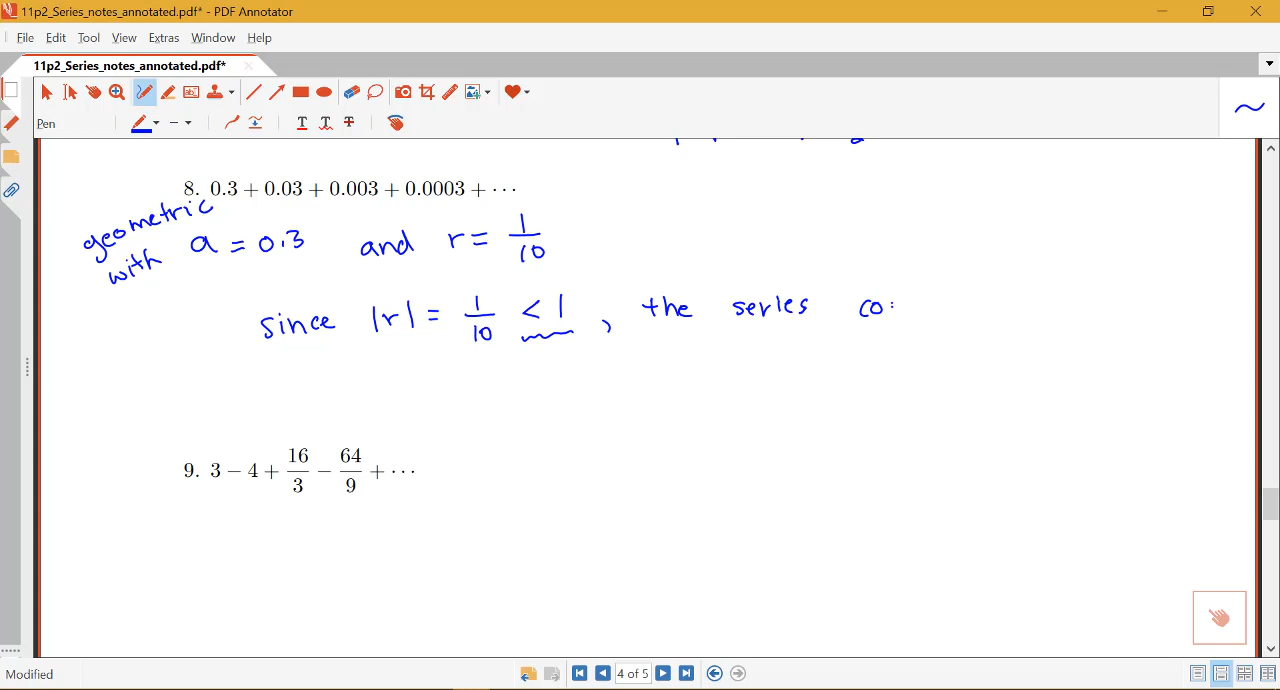 11p2_Series_notes_annotated.pdf* - PDF Annotator
File Edit Tool View Extras Window Help
11p2_Series_notes_annotated.pdf*
Pen
8. 0.3 + 0.03 + 0.003 + 0.0003 + ···
geometric with a = 0.3 and r = 1/10
since |r| = 1/10 < 1, the series co
9. 3 − 4 + 16/3 − 64/9 + ···
Modified
4 of 5